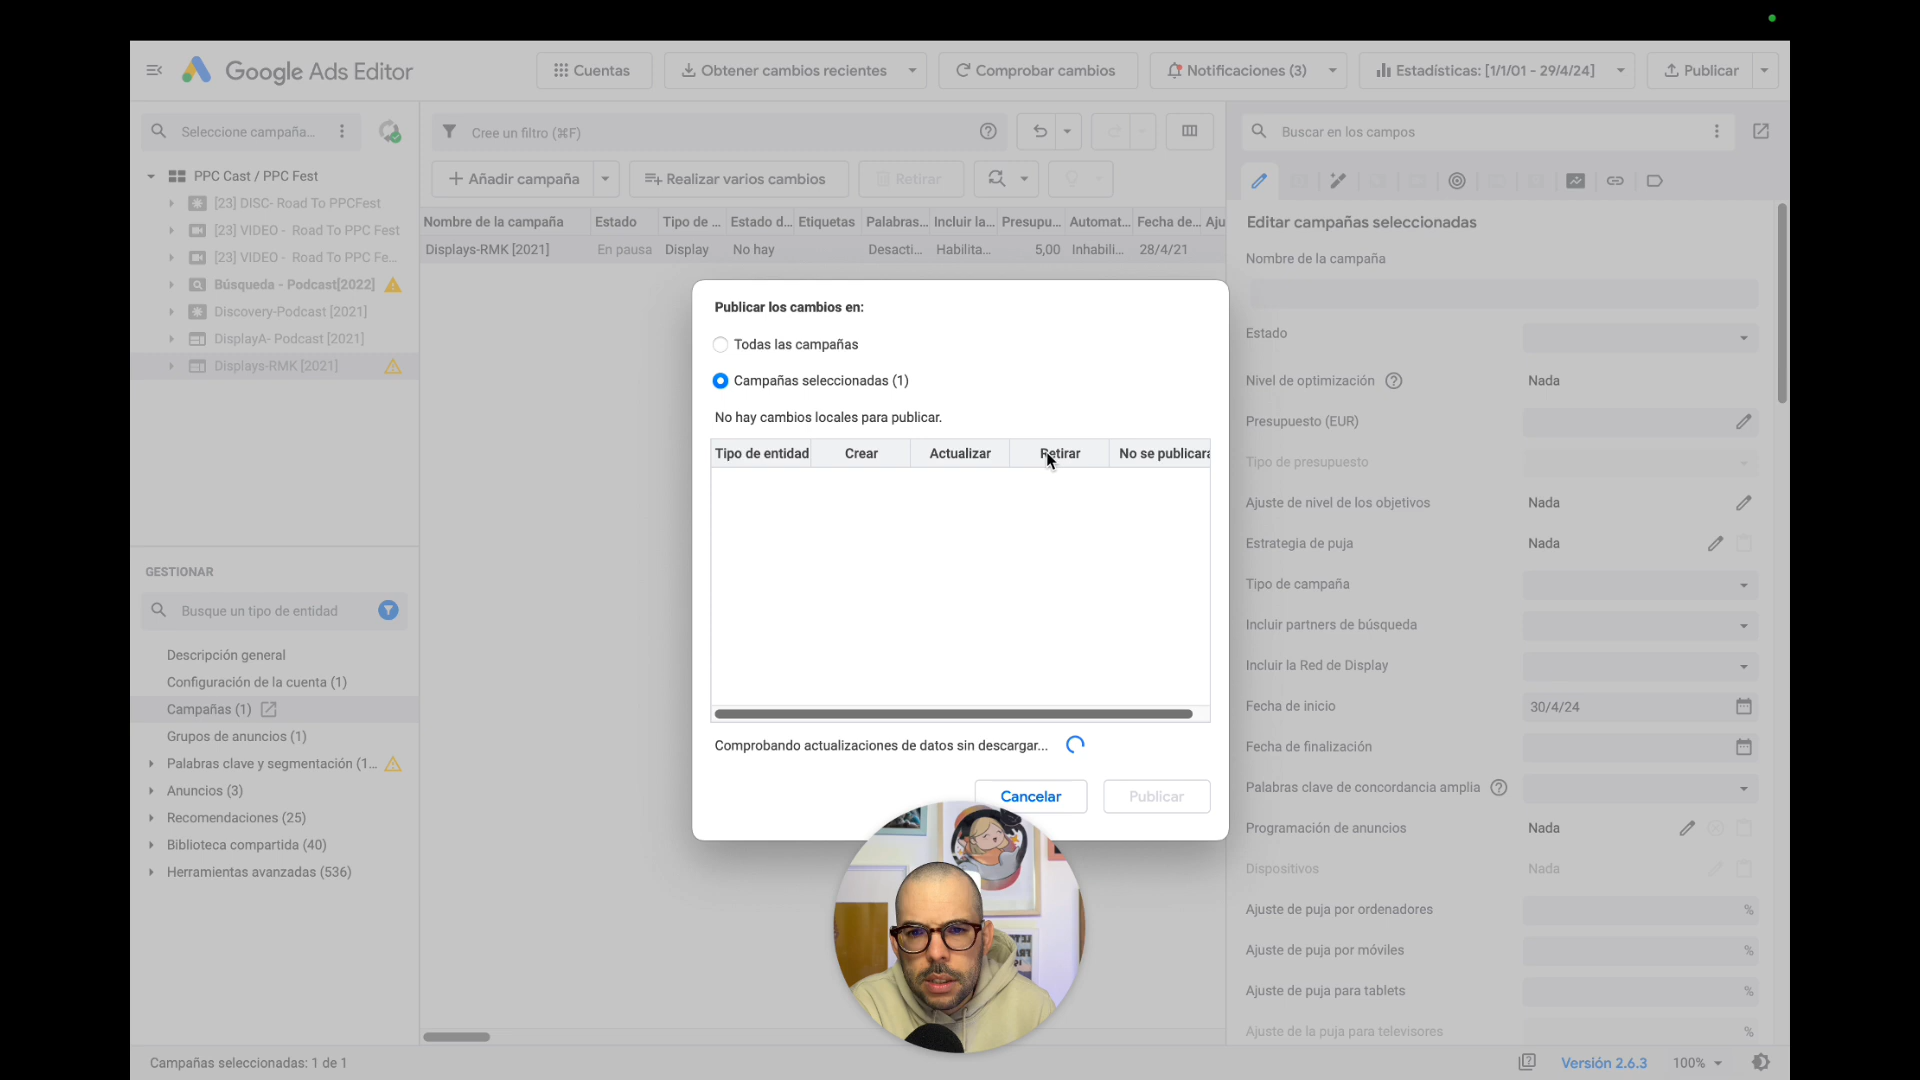 Google Ads Editor
Cuentas
Obtener cambios recientes
Comprobar cambios
Notificaciones (3)
Estadísticas: [1/1/01 - 29/4/24]
Publicar
Seleccione campaña...
Cree un filtro (⌘F)
Buscar en los campos
PPC Cast / PPC Fest
[23] DISC- Road To PPCFest
[23] VIDEO - Road To PPC Fest
[23] VIDEO - Road To PPC Fe...
Búsqueda - Podcast[2022]
Discovery-Podcast [2021]
DisplayA- Podcast [2021]
Displays-RMK [2021]
Añadir campaña
Realizar varios cambios
Retirar
Nombre de la campaña Estado Tipo de ... Estado d... Etiquetas Palabras... Incluir la... Presupu... Automat... Fecha de... Aju
Displays-RMK [2021] En pausa Display No hay Desacti... Habilita... 5,00 Inhabili... 28/4/21
Publicar los cambios en:
Todas las campañas
Campañas seleccionadas (1)
No hay cambios locales para publicar.
Tipo de entidad Crear Actualizar Retirar No se publicará
Comprobando actualizaciones de datos sin descargar...
Cancelar
Publicar
Editar campañas seleccionadas
Nombre de la campaña
Estado
Nivel de optimización Nada
Presupuesto (EUR)
Tipo de presupuesto
Ajuste de nivel de los objetivos Nada
Estrategia de puja Nada
Tipo de campaña
Incluir partners de búsqueda
Incluir la Red de Display
Fecha de inicio 30/4/24
Fecha de finalización
Palabras clave de concordancia amplia
Programación de anuncios Nada
Dispositivos Nada
Ajuste de puja por ordenadores %
Ajuste de puja por móviles %
Ajuste de puja para tablets %
Ajuste de la puja para televisores %
GESTIONAR
Busque un tipo de entidad
Descripción general
Configuración de la cuenta (1)
Campañas (1)
Grupos de anuncios (1)
Palabras clave y segmentación (1...
Anuncios (3)
Recomendaciones (25)
Biblioteca compartida (40)
Herramientas avanzadas (536)
Campañas seleccionadas: 1 de 1
Versión 2.6.3
100%